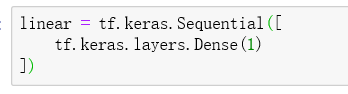 linear = tf.keras.Sequential([
    tf.keras.layers.Dense(1)
])